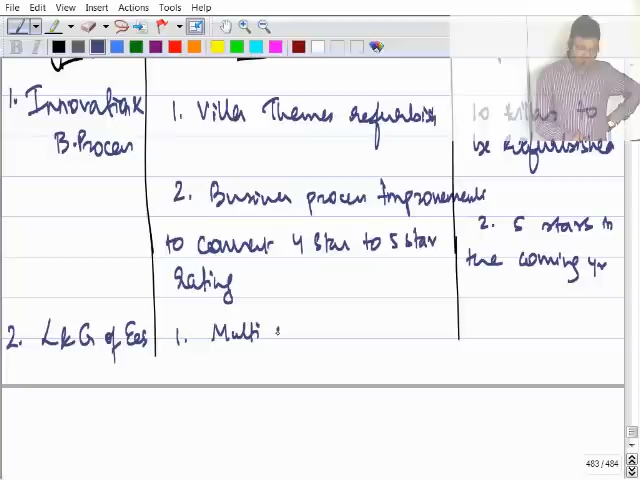 File Edit View Insert Actions Tools Help
B I
1. Innovation &
B. Process
1. Villa Themes refurbish
2. Business process Improvements
to convert 4 star to 5 star
Rating
10 villas to
be refurbished
2. 5 stars in
the coming yr
2. L & G of Ees
1. Multi
483 / 484